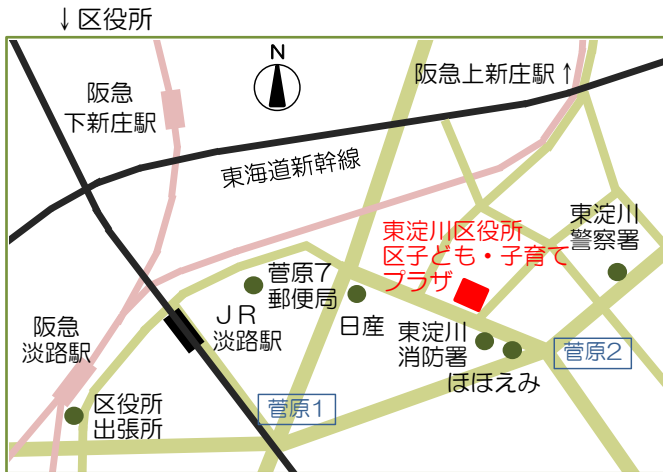 ↓区役所
N
阪急上新庄駅↑
阪急
下新庄駅
東海道新幹線
東淀川区役所
区子ども・子育て
プラザ
東淀川
警察署
菅原7
郵便局
日産
JR
淡路駅
阪急
淡路駅
東淀川
消防署
ほほえみ
菅原2
菅原1
区役所
出張所